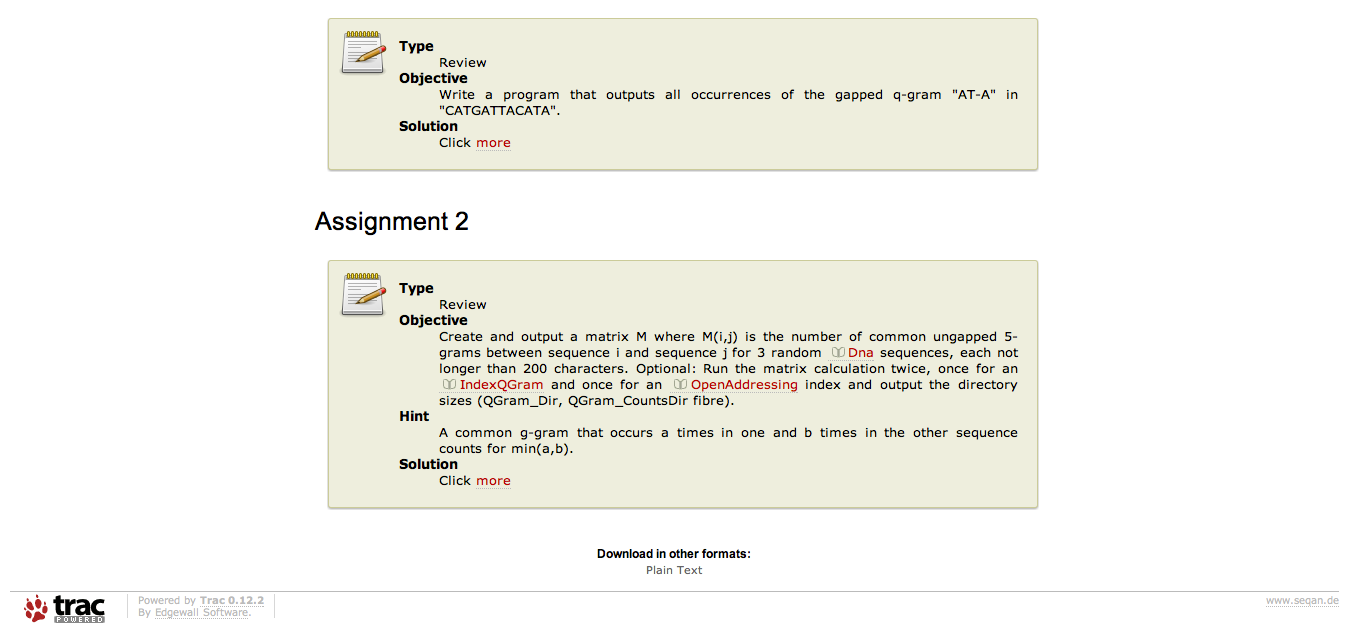 Type
Review
Objective
Write a program that outputs all occurrences of the gapped q-gram "AT-A" in
"CATGATTACATA".
Solution
Click more
Assignment 2
Type
Review
Objective
Create and output a matrix M where M(i,j) is the number of common ungapped 5-
grams between sequence i and sequence j for 3 random Dna sequences, each not
longer than 200 characters. Optional: Run the matrix calculation twice, once for an
IndexQGram and once for an OpenAddressing index and output the directory
sizes (QGram_Dir, QGram_CountsDir fibre).
Hint
A common g-gram that occurs a times in one and b times in the other sequence
counts for min(a,b).
Solution
Click more
Download in other formats:
Plain Text
trac
POWERED
Powered by Trac 0.12.2
By Edgewall Software.
www.seqan.de